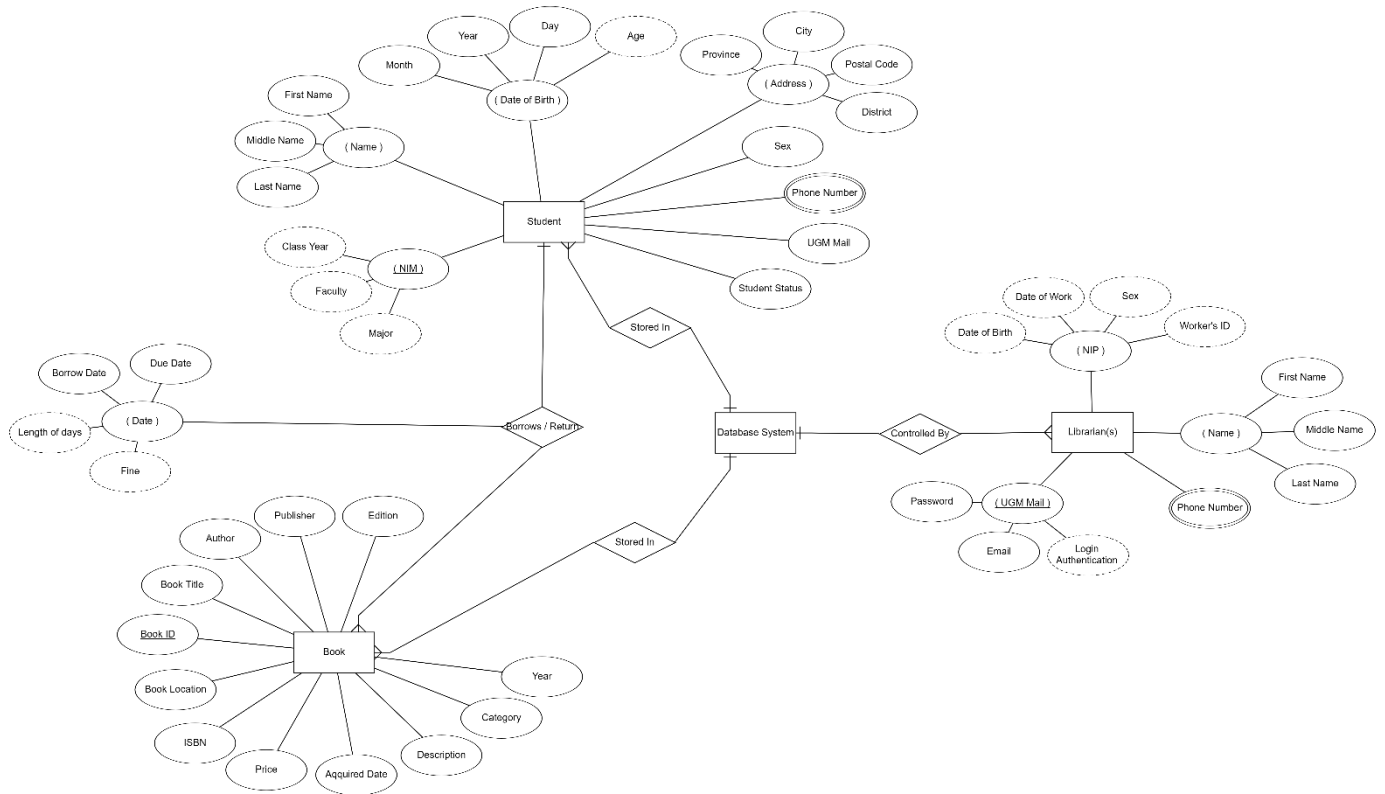 Day
Year
Age
Month
( Date of Birth )
City
Province
Postal Code
( Address )
District
First Name
Middle Name
( Name )
Last Name
Sex
Phone Number
Student
UGM Mail
Class Year
( NIM )
Faculty
Student Status
Major
Stored In
Date of Work
Sex
Date of Birth
Worker's ID
( NIP )
Due Date
Borrow Date
( Date )
Length of days
Fine
Borrows / Return
Database System
Controlled By
Librarian(s)
First Name
( Name )
Middle Name
Last Name
Password
( UGM Mail )
Phone Number
Email
Login
Authentication
Publisher
Edition
Author
Stored In
Book Title
Book ID
Book
Book Location
Year
Category
ISBN
Description
Price
Aqquired Date